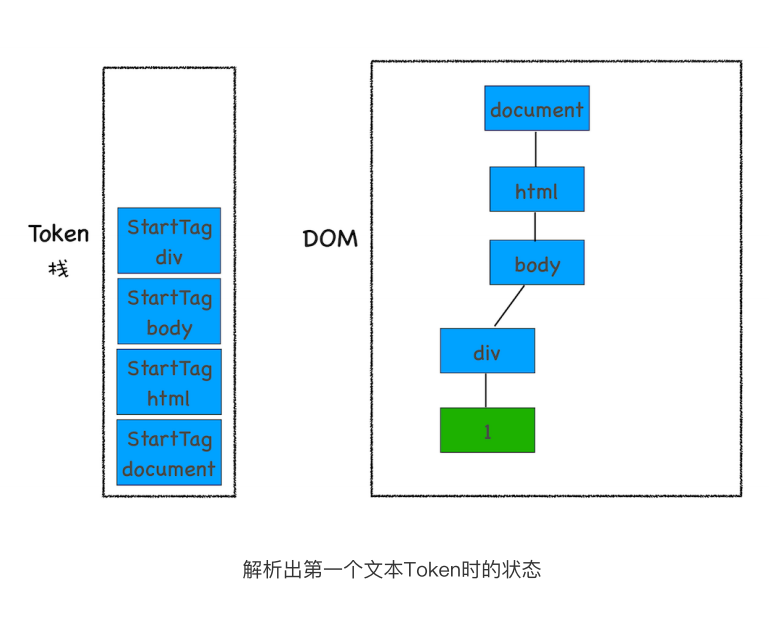 Token
栈
StartTag
div
StartTag
body
StartTag
html
StartTag
document
DOM
document
html
body
div
1
解析出第一个文本Token时的状态